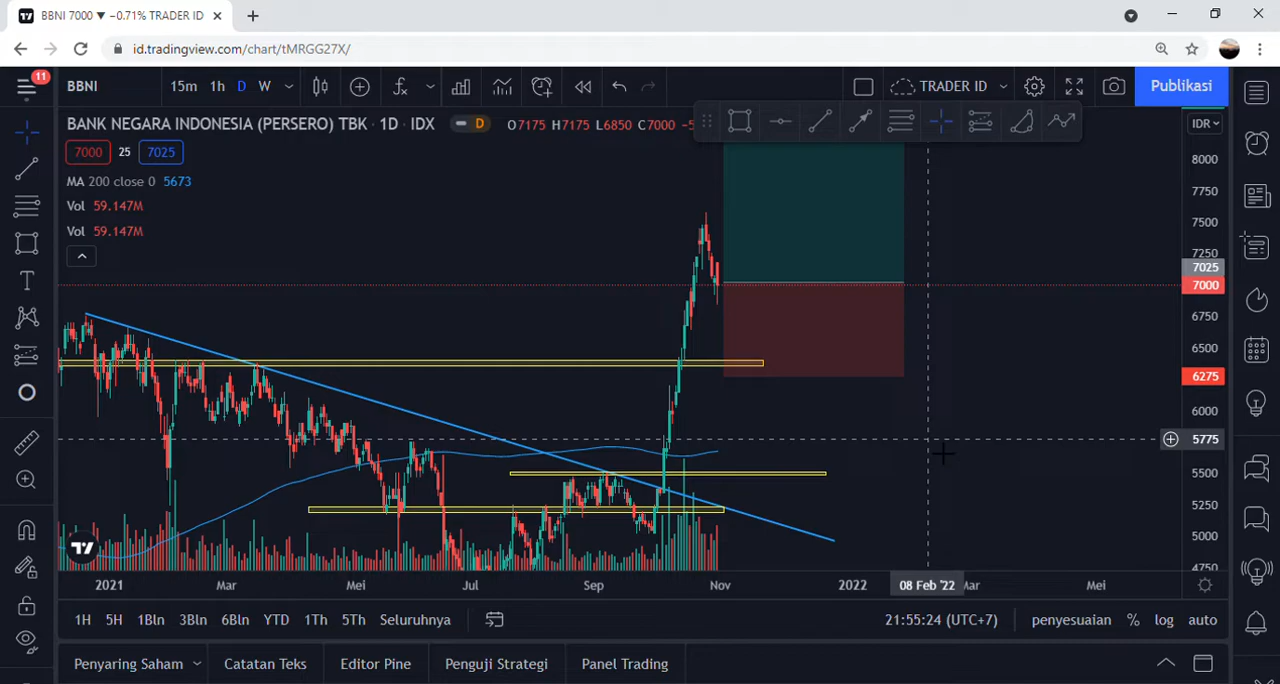 BBNI 7000 ▼ −0.71% TRADER ID
id.tradingview.com/chart/tMRGG27X/
11
BBNI
15m 1h D W
TRADER ID
Publikasi
BANK NEGARA INDONESIA (PERSERO) TBK · 1D · IDX
D
O7175 H7175 L6850 C7000
IDR
7000 25 7025
MA 200 close 0 5673
Vol 59.147M
Vol 59.147M
8000
7750
7500
7250
7025
7000
6750
6500
6275
6000
5775
5500
5250
5000
4750
2021 Mar Mei Jul Sep Nov 2022 08 Feb '22 Mar Mei
1H 5H 1Bln 3Bln 6Bln YTD 1Th 5Th Seluruhnya
21:55:24 (UTC+7)
penyesuaian % log auto
Penyaring Saham Catatan Teks Editor Pine Penguji Strategi Panel Trading